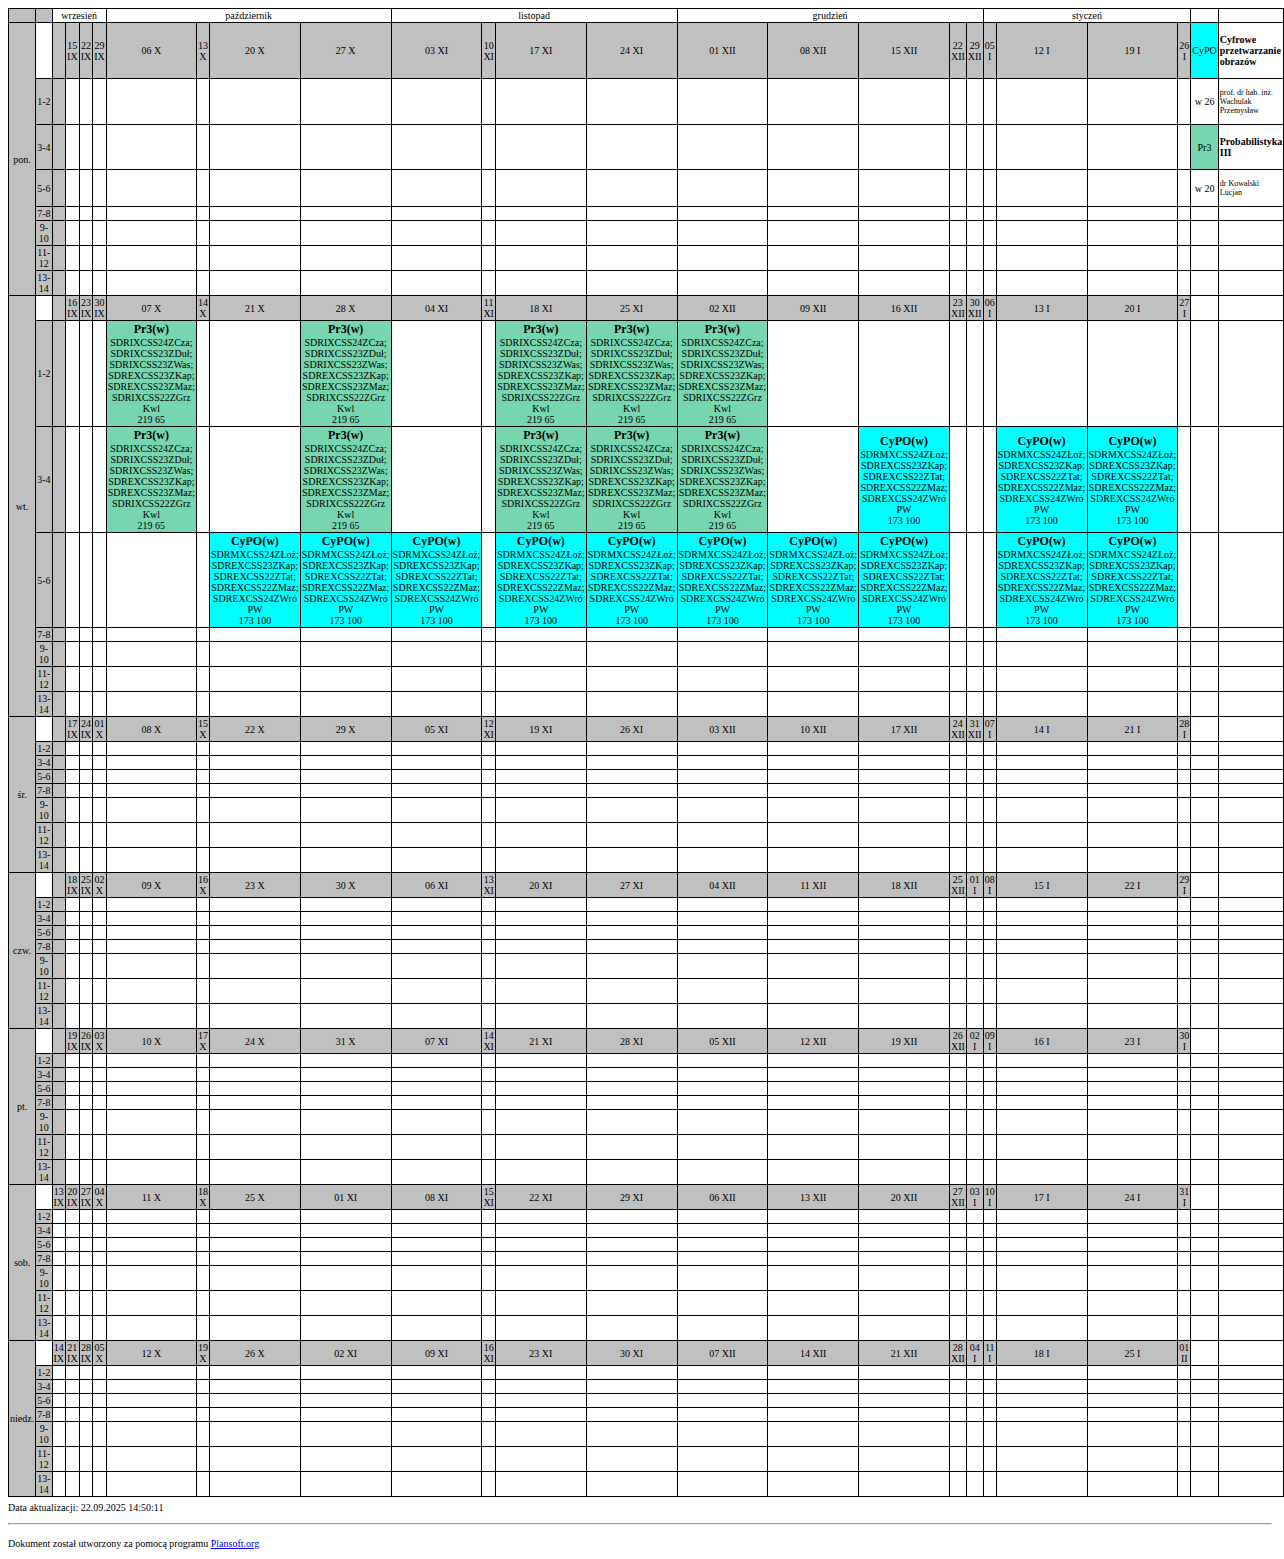 wrzesień październik listopad grudzień styczeń
pon. 15 IX 22 IX 29 IX 06 X 13 X 20 X 27 X 03 XI 10 XI 17 XI 24 XI 01 XII 08 XII 15 XII 22 XII 29 XII 05 I 12 I 19 I 26 I CyPO Cyfrowe przetwarzanie obrazów
1-2 w 26 prof. dr hab. inż. Wachulak Przemysław
3-4 Pr3 Probabilistyka III
5-6 w 20 dr Kowalski Lucjan
7-8
9-10
11-12
13-14
wt. 16 IX 23 IX 30 IX 07 X 14 X 21 X 28 X 04 XI 11 XI 18 XI 25 XI 02 XII 09 XII 16 XII 23 XII 30 XII 06 I 13 I 20 I 27 I
1-2
Pr3(w) Pr3(w) Pr3(w) Pr3(w) Pr3(w)
SDRIXCSS24ZCza; SDRIXCSS24ZCza; SDRIXCSS24ZCza; SDRIXCSS24ZCza; SDRIXCSS24ZCza;
SDRIXCSS23ZDuł; SDRIXCSS23ZDuł; SDRIXCSS23ZDuł; SDRIXCSS23ZDuł; SDRIXCSS23ZDuł;
SDRIXCSS23ZWas; SDRIXCSS23ZWas; SDRIXCSS23ZWas; SDRIXCSS23ZWas; SDRIXCSS23ZWas;
SDREXCSS23ZKap; SDREXCSS23ZKap; SDREXCSS23ZKap; SDREXCSS23ZKap; SDREXCSS23ZKap;
SDREXCSS23ZMaz; SDREXCSS23ZMaz; SDREXCSS23ZMaz; SDREXCSS23ZMaz; SDREXCSS23ZMaz;
SDRIXCSS22ZGrz SDRIXCSS22ZGrz SDRIXCSS22ZGrz SDRIXCSS22ZGrz SDRIXCSS22ZGrz
Kwl Kwl Kwl Kwl Kwl
219 65 219 65 219 65 219 65 219 65
3-4
Pr3(w) Pr3(w) Pr3(w) Pr3(w) Pr3(w) CyPO(w) CyPO(w) CyPO(w)
SDRIXCSS24ZCza; SDRIXCSS24ZCza; SDRIXCSS24ZCza; SDRIXCSS24ZCza; SDRIXCSS24ZCza; SDRMXCSS24ZŁoż; SDRMXCSS24ZŁoż; SDRMXCSS24ZŁoż;
SDRIXCSS23ZDuł; SDRIXCSS23ZDuł; SDRIXCSS23ZDuł; SDRIXCSS23ZDuł; SDRIXCSS23ZDuł; SDREXCSS23ZKap; SDREXCSS23ZKap; SDREXCSS23ZKap;
SDRIXCSS23ZWas; SDRIXCSS23ZWas; SDRIXCSS23ZWas; SDRIXCSS23ZWas; SDRIXCSS23ZWas; SDREXCSS22ZTat; SDREXCSS22ZTat; SDREXCSS22ZTat;
SDREXCSS23ZKap; SDREXCSS23ZKap; SDREXCSS23ZKap; SDREXCSS23ZKap; SDREXCSS23ZKap; SDREXCSS22ZMaz; SDREXCSS22ZMaz; SDREXCSS22ZMaz;
SDREXCSS23ZMaz; SDREXCSS23ZMaz; SDREXCSS23ZMaz; SDREXCSS23ZMaz; SDREXCSS23ZMaz; SDREXCSS24ZWró SDREXCSS24ZWró SDREXCSS24ZWró
SDRIXCSS22ZGrz SDRIXCSS22ZGrz SDRIXCSS22ZGrz SDRIXCSS22ZGrz SDRIXCSS22ZGrz PW PW PW
Kwl Kwl Kwl Kwl Kwl 173 100 173 100 173 100
219 65 219 65 219 65 219 65 219 65
5-6
CyPO(w) CyPO(w) CyPO(w) CyPO(w) CyPO(w) CyPO(w) CyPO(w) CyPO(w) CyPO(w) CyPO(w)
SDRMXCSS24ZŁoż; SDRMXCSS24ZŁoż; SDRMXCSS24ZŁoż; SDRMXCSS24ZŁoż; SDRMXCSS24ZŁoż; SDRMXCSS24ZŁoż; SDRMXCSS24ZŁoż; SDRMXCSS24ZŁoż; SDRMXCSS24ZŁoż; SDRMXCSS24ZŁoż;
SDREXCSS23ZKap; SDREXCSS23ZKap; SDREXCSS23ZKap; SDREXCSS23ZKap; SDREXCSS23ZKap; SDREXCSS23ZKap; SDREXCSS23ZKap; SDREXCSS23ZKap; SDREXCSS23ZKap; SDREXCSS23ZKap;
SDREXCSS22ZTat; SDREXCSS22ZTat; SDREXCSS22ZTat; SDREXCSS22ZTat; SDREXCSS22ZTat; SDREXCSS22ZTat; SDREXCSS22ZTat; SDREXCSS22ZTat; SDREXCSS22ZTat; SDREXCSS22ZTat;
SDREXCSS22ZMaz; SDREXCSS22ZMaz; SDREXCSS22ZMaz; SDREXCSS22ZMaz; SDREXCSS22ZMaz; SDREXCSS22ZMaz; SDREXCSS22ZMaz; SDREXCSS22ZMaz; SDREXCSS22ZMaz; SDREXCSS22ZMaz;
SDREXCSS24ZWró SDREXCSS24ZWró SDREXCSS24ZWró SDREXCSS24ZWró SDREXCSS24ZWró SDREXCSS24ZWró SDREXCSS24ZWró SDREXCSS24ZWró SDREXCSS24ZWró SDREXCSS24ZWró
PW PW PW PW PW PW PW PW PW PW
173 100 173 100 173 100 173 100 173 100 173 100 173 100 173 100 173 100 173 100
7-8
9-10
11-12
13-14
śr. 17 IX 24 IX 01 X 08 X 15 X 22 X 29 X 05 XI 12 XI 19 XI 26 XI 03 XII 10 XII 17 XII 24 XII 31 XII 07 I 14 I 21 I 28 I
1-2
3-4
5-6
7-8
9-10
11-12
13-14
czw. 18 IX 25 IX 02 X 09 X 16 X 23 X 30 X 06 XI 13 XI 20 XI 27 XI 04 XII 11 XII 18 XII 25 XII 01 I 08 I 15 I 22 I 29 I
1-2
3-4
5-6
7-8
9-10
11-12
13-14
pt. 19 IX 26 IX 03 X 10 X 17 X 24 X 31 X 07 XI 14 XI 21 XI 28 XI 05 XII 12 XII 19 XII 26 XII 02 I 09 I 16 I 23 I 30 I
1-2
3-4
5-6
7-8
9-10
11-12
13-14
sob. 13 IX 20 IX 27 IX 04 X 11 X 18 X 25 X 01 XI 08 XI 15 XI 22 XI 29 XI 06 XII 13 XII 20 XII 27 XII 03 I 10 I 17 I 24 I 31 I
1-2
3-4
5-6
7-8
9-10
11-12
13-14
niedz. 14 IX 21 IX 28 IX 05 X 12 X 19 X 26 X 02 XI 09 XI 16 XI 23 XI 30 XI 07 XII 14 XII 21 XII 28 XII 04 I 11 I 18 I 25 I 01 II
1-2
3-4
5-6
7-8
9-10
11-12
13-14
Data aktualizacji: 22.09.2025 14:50:11
Dokument został utworzony za pomocą programu Plansoft.org